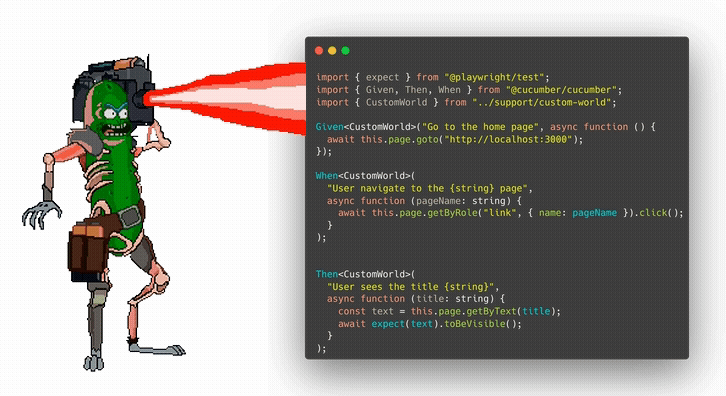 import { expect } from "@playwright/test";
import { Given, Then, When } from "@cucumber/cucumber";
import { CustomWorld } from "../support/custom-world";
Given<CustomWorld>("Go to the home page", async function () {
await this.page.goto("http://localhost:3000");
});
When<CustomWorld>(
"User navigate to the {string} page",
async function (pageName: string) {
await this.page.getByRole("link", { name: pageName }).click();
}
);
Then<CustomWorld>(
"User sees the title {string}",
async function (title: string) {
const text = this.page.getByText(title);
await expect(text).toBeVisible();
}
);